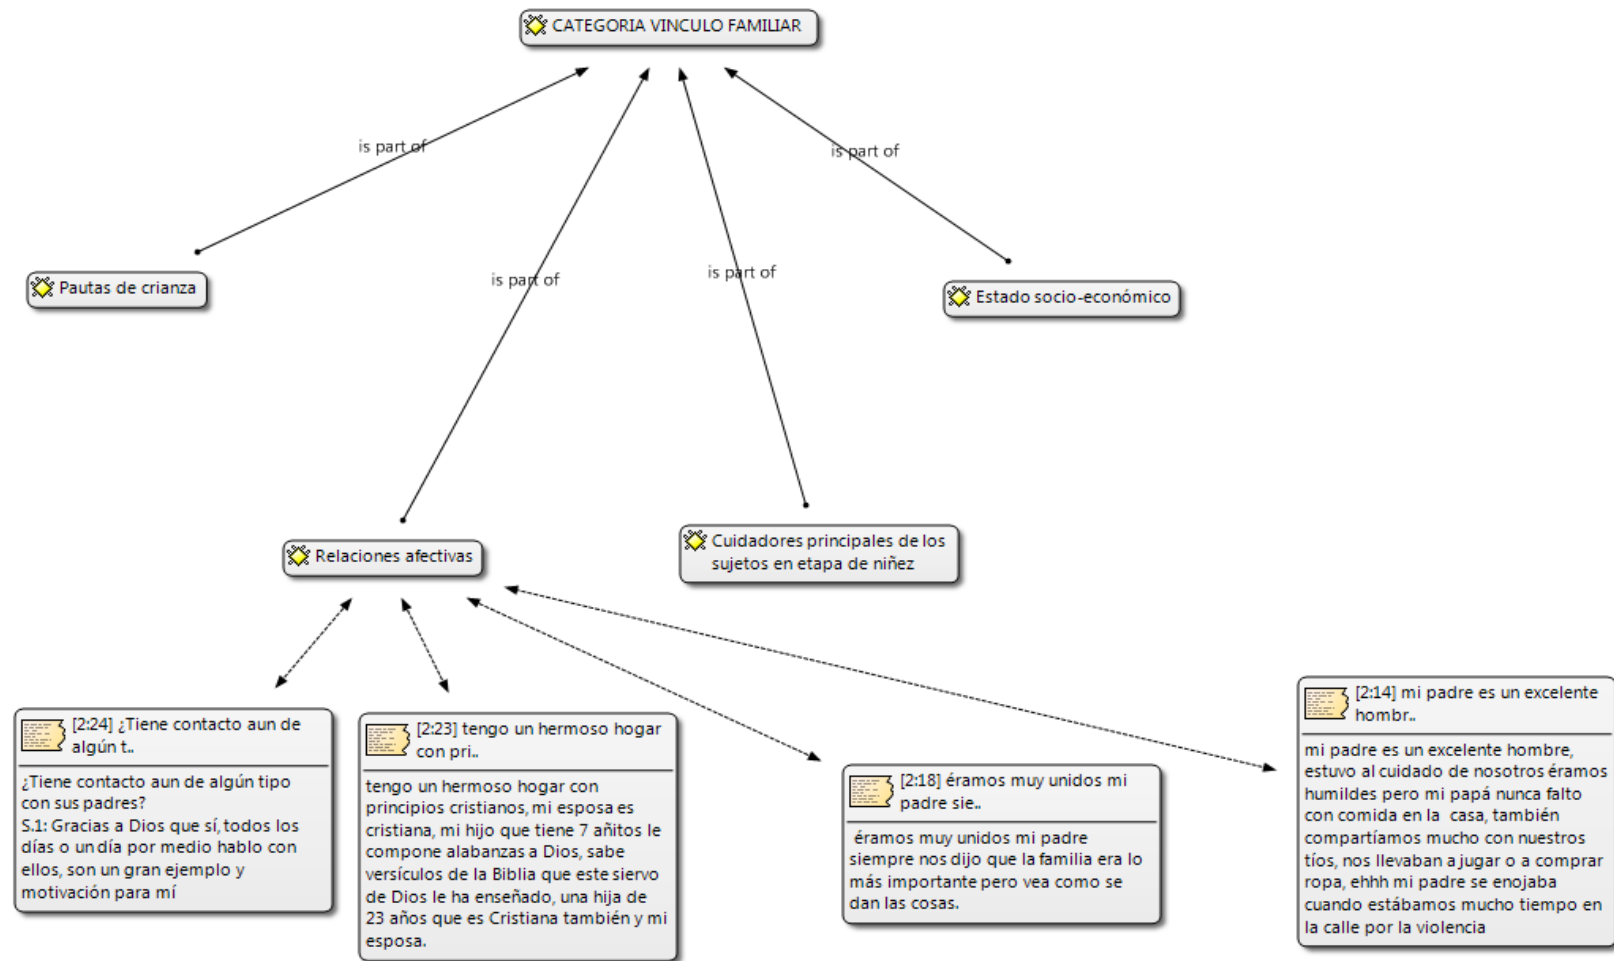 CATEGORIA VINCULO FAMILIAR
is part of
is part of
is part of
is part of
Pautas de crianza
Estado socio-económico
Relaciones afectivas
Cuidadores principales de los
sujetos en etapa de niñez
[2:24] ¿Tiene contacto aun de
algún t..
¿Tiene contacto aun de algún tipo
con sus padres?
S.1: Gracias a Dios que sí, todos los
días o un día por medio hablo con
ellos, son un gran ejemplo y
motivación para mí
[2:23] tengo un hermoso hogar
con pri..
tengo un hermoso hogar con
principios cristianos, mi esposa es
cristiana, mi hijo que tiene 7 añitos le
compone alabanzas a Dios, sabe
versículos de la Biblia que este siervo
de Dios le ha enseñado, una hija de
23 años que es Cristiana también y mi
esposa.
[2:18] éramos muy unidos mi
padre sie..
éramos muy unidos mi padre
siempre nos dijo que la familia era lo
más importante pero vea como se
dan las cosas.
[2:14] mi padre es un excelente
hombr..
mi padre es un excelente hombre,
estuvo al cuidado de nosotros éramos
humildes pero mi papá nunca falto
con comida en la casa, también
compartíamos mucho con nuestros
tíos, nos llevaban a jugar o a comprar
ropa, ehhh mi padre se enojaba
cuando estábamos mucho tiempo en
la calle por la violencia